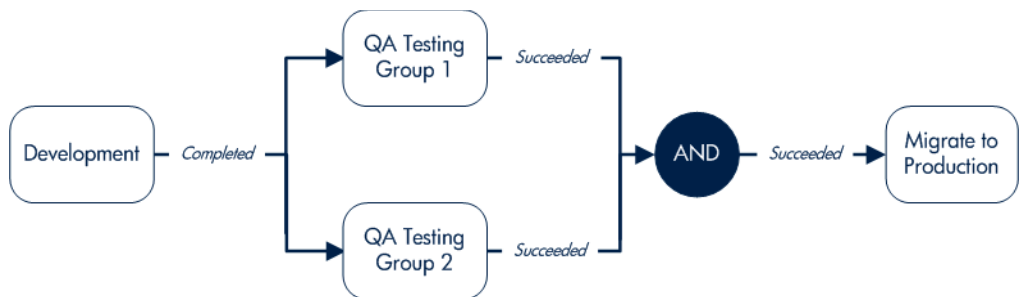 QA Testing
Group 1
Succeeded
Development
Completed
AND
Succeeded
Migrate to
Production
QA Testing
Group 2
Succeeded